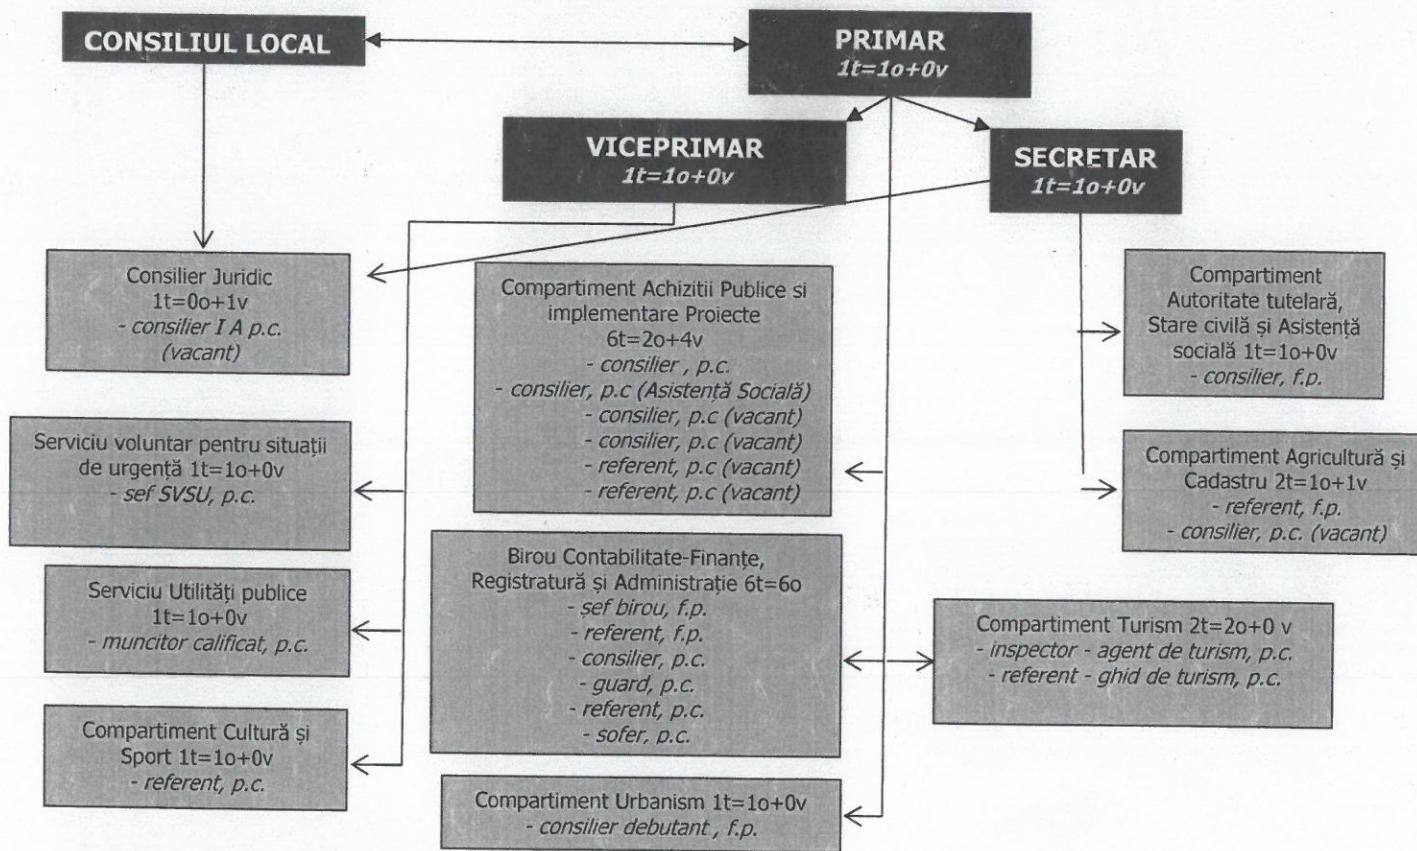 CONSILIUL LOCAL
PRIMAR
1t=1o+0v
VICEPRIMAR
1t=1o+0v
SECRETAR
1t=1o+0v
Consilier Juridic
1t=0o+1v
- consilier I A p.c.
(vacant)
Serviciu voluntar pentru situații
de urgență 1t=1o+0v
- sef SVSU, p.c.
Serviciu Utilități publice
1t=1o+0v
- muncitor calificat, p.c.
Compartiment Cultură și
Sport 1t=1o+0v
- referent, p.c.
Compartiment Achizitii Publice si
implementare Proiecte
6t=2o+4v
- consilier , p.c.
- consilier, p.c (Asistență Socială)
- consilier, p.c (vacant)
- consilier, p.c (vacant)
- referent, p.c (vacant)
- referent, p.c (vacant)
Birou Contabilitate-Finanțe,
Registratură și Administrație 6t=6o
- șef birou, f.p.
- referent, f.p.
- consilier, p.c.
- guard, p.c.
- referent, p.c.
- sofer, p.c.
Compartiment Urbanism 1t=1o+0v
- consilier debutant , f.p.
Compartiment
Autoritate tutelară,
Stare civilă și Asistență
socială 1t=1o+0v
- consilier, f.p.
Compartiment Agricultură și
Cadastru 2t=1o+1v
- referent, f.p.
- consilier, p.c. (vacant)
Compartiment Turism 2t=2o+0 v
- inspector - agent de turism, p.c.
- referent - ghid de turism, p.c.